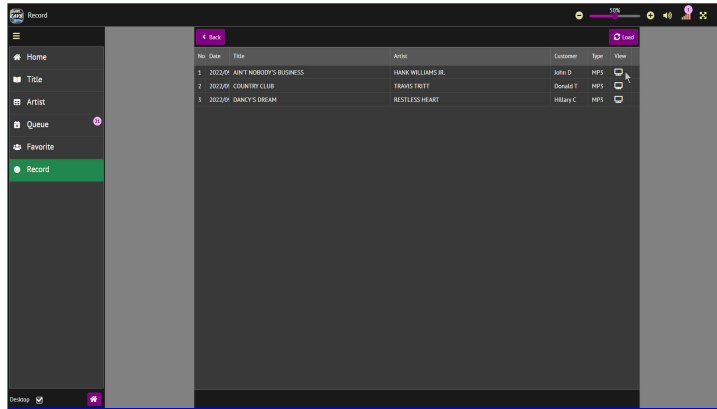 Record
50%
1
Back
Load
Home
Title
Artist
Queue
21
Favorite
Record
No Date Title Artist Customer Type View
1 2022/0 AIN'T NOBODY'S BUSINESS HANK WILLIAMS JR. John D MP3
2 2022/0 COUNTRY CLUB TRAVIS TRITT Donald T MP3
3 2022/0 DANCY'S DREAM RESTLESS HEART Hillary C MP3
Desktop